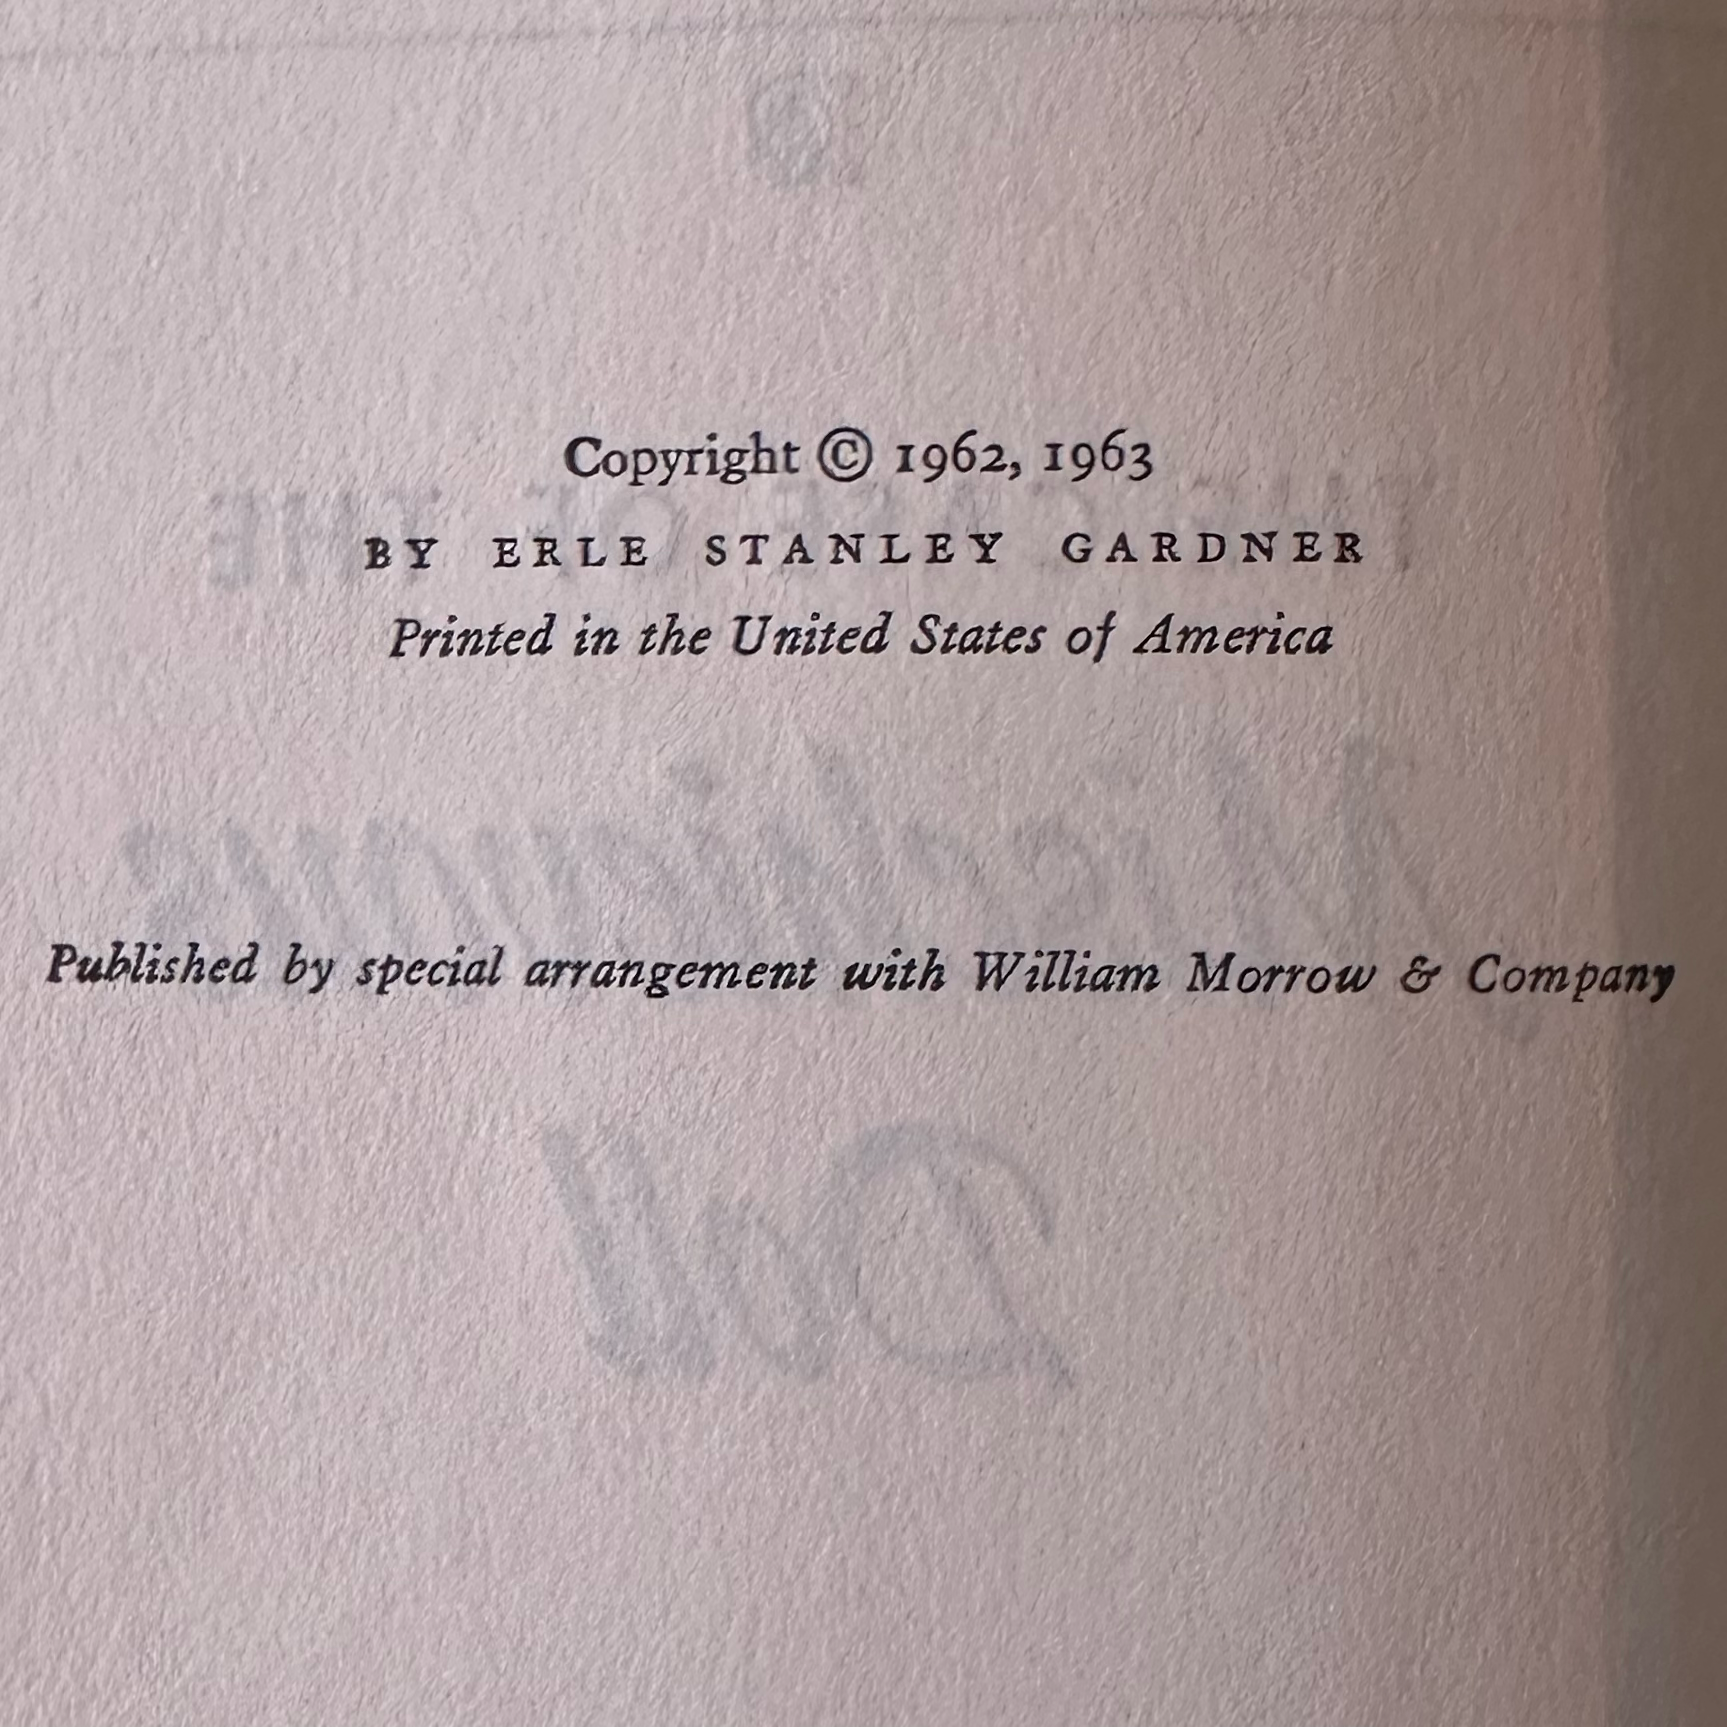 Copyright © 1962, 1963
BY ERLE STANLEY GARDNER
Printed in the United States of America
Published by special arrangement with William Morrow & Company